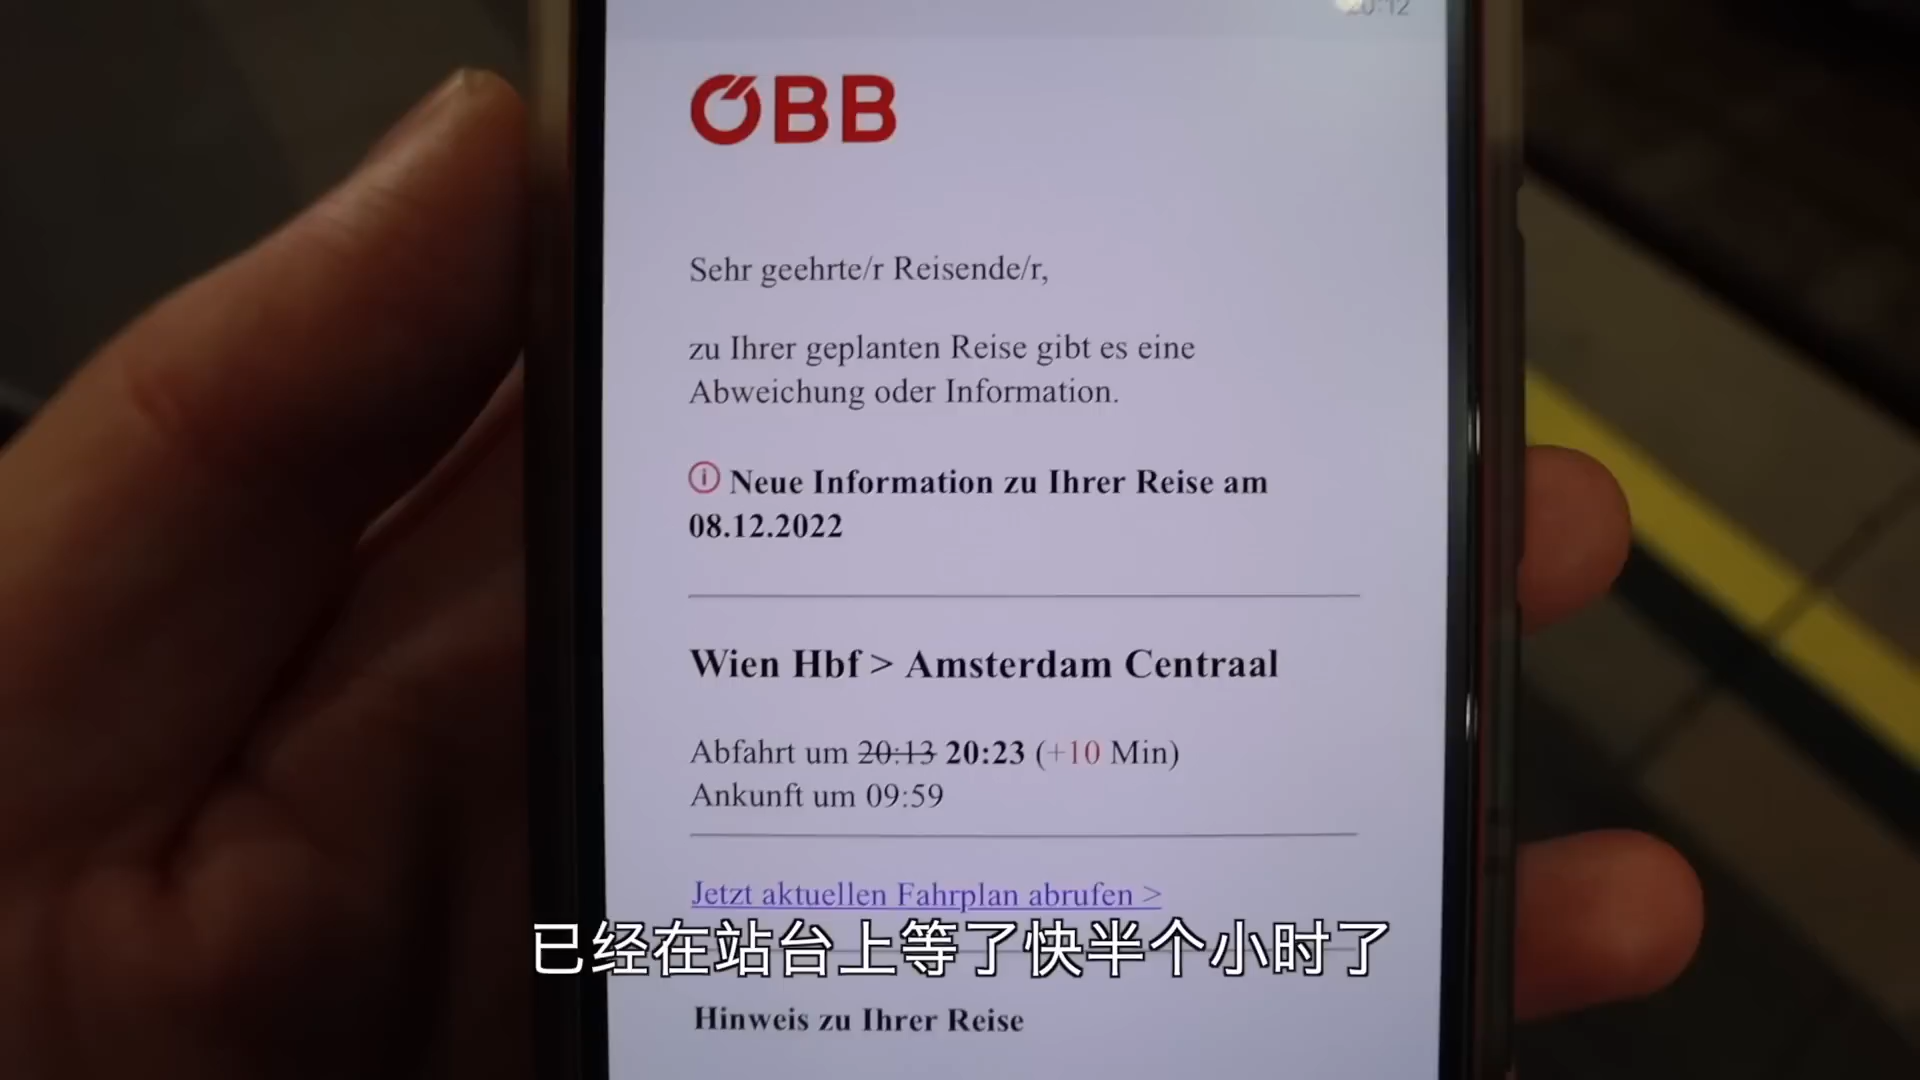 20:12
ÖBB
Sehr geehrte/r Reisende/r,
zu Ihrer geplanten Reise gibt es eine
Abweichung oder Information.
Neue Information zu Ihrer Reise am
08.12.2022
Wien Hbf > Amsterdam Centraal
Abfahrt um 20:13 20:23 (+10 Min)
Ankunft um 09:59
Jetzt aktuellen Fahrplan abrufen >
已经在站台上等了快半个小时了
Hinweis zu Ihrer Reise